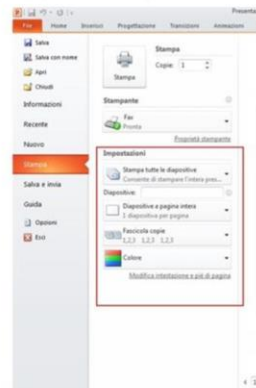 Presenta
File Home Inserisci Progettazione Transizioni Animazioni
Salva
Salva con nome
Apri
Chiudi
Informazioni
Recente
Nuovo
Stampa
Salva e invia
Guida
Opzioni
Esci
Stampa
Stampa
Copie: 1
Stampante
Fax
Pronta
Proprietà stampante
Impostazioni
Stampa tutte le diapositive
Consente di stampare l'intera pres...
Diapositive:
Diapositive a pagina intera
1 diapositiva per pagina
Fascicola copie
1,2,3 1,2,3 1,2,3
Colore
Modifica intestazione e piè di pagina